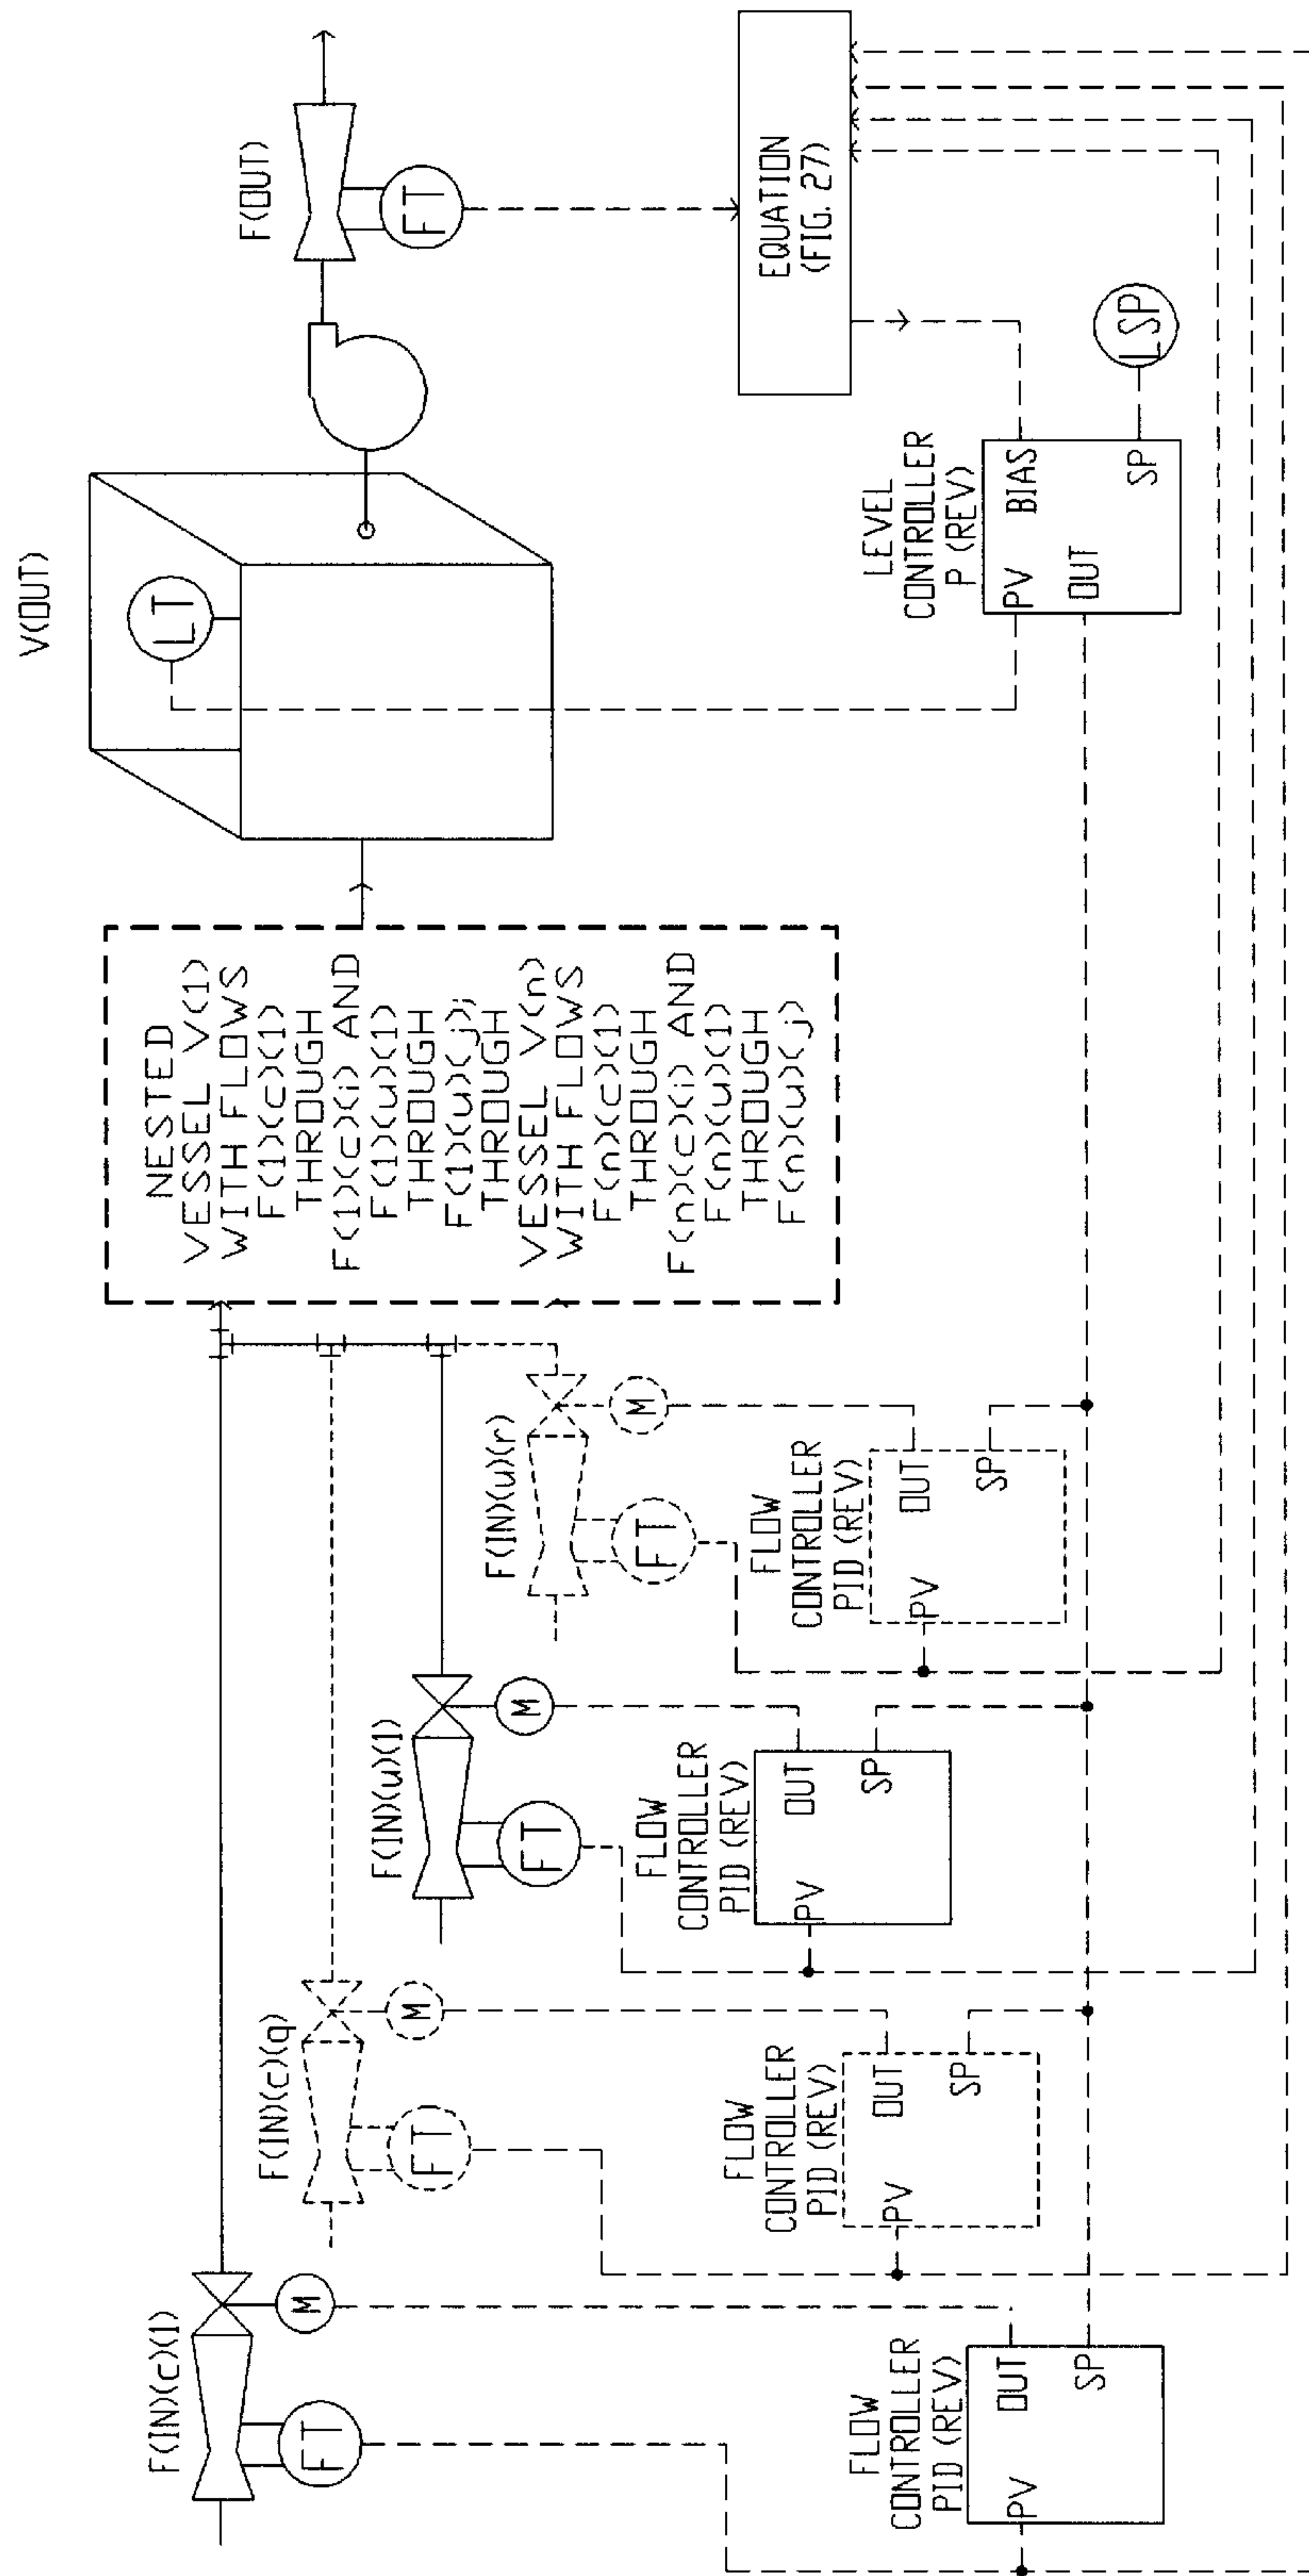 V(OUT)
LT
F(OUT)
FT
NESTED
VESSEL V(1)
WITH FLOWS
F(1)(c)(1)
THROUGH
F(1)(c)(i) AND
F(1)(u)(1)
THROUGH
F(1)(u)(j);
THROUGH
VESSEL V(n)
WITH FLOWS
F(n)(c)(1)
THROUGH
F(n)(c)(i) AND
F(n)(u)(1)
THROUGH
F(n)(u)(j)
F(IN)(c)(1)
M
FT
F(IN)(c)(q)
M
FT
F(IN)(u)(1)
M
FT
F(IN)(u)(r)
M
FT
EQUATION
(FIG. 27)
LEVEL
CONTROLLER
P (REV)
PV
BIAS
OUT
SP
LSP
FLOW
CONTROLLER
PID (REV)
PV
OUT
SP
FLOW
CONTROLLER
PID (REV)
PV
OUT
SP
FLOW
CONTROLLER
PID (REV)
PV
OUT
SP
FLOW
CONTROLLER
PID (REV)
PV
OUT
SP